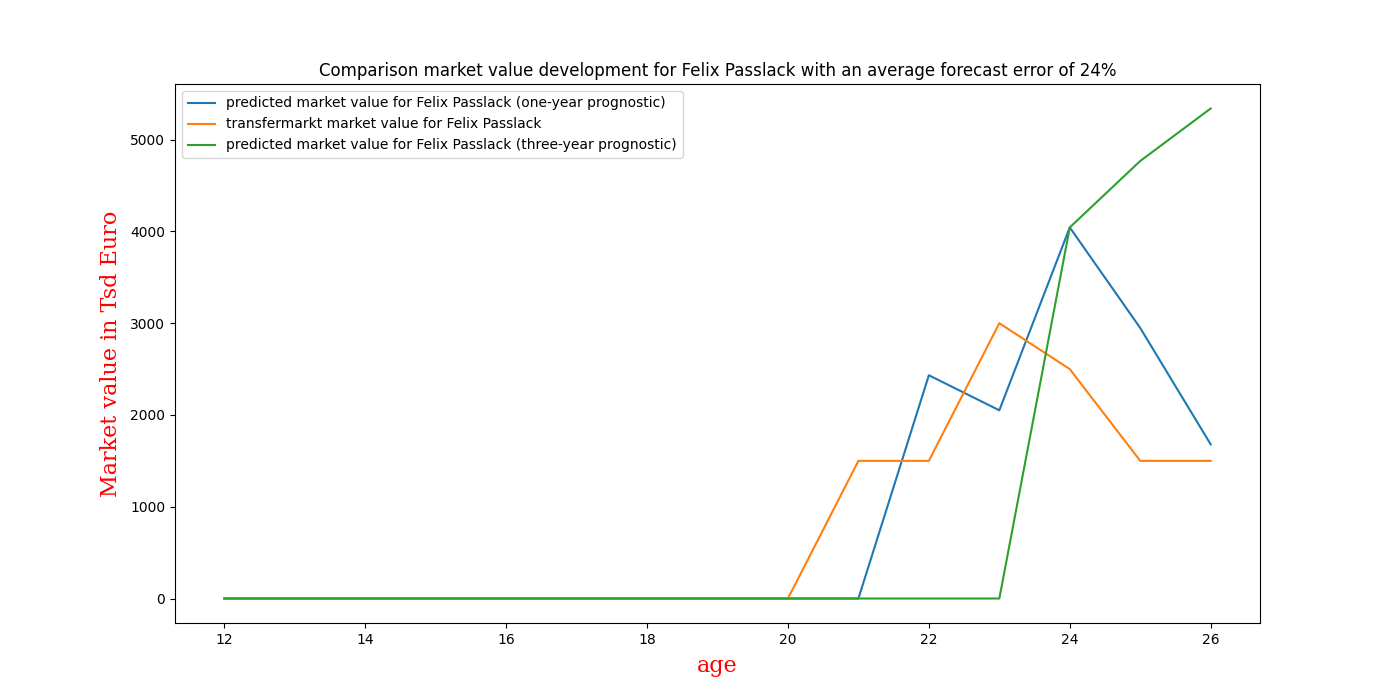 Comparison market value development for Felix Passlack with an average forecast error of 24%
predicted market value for Felix Passlack (one-year prognostic)
transfermarkt market value for Felix Passlack
predicted market value for Felix Passlack (three-year prognostic)
Market value in Tsd Euro
5000
4000
3000
2000
1000
0
12 14 16 18 20 22 24 26
age